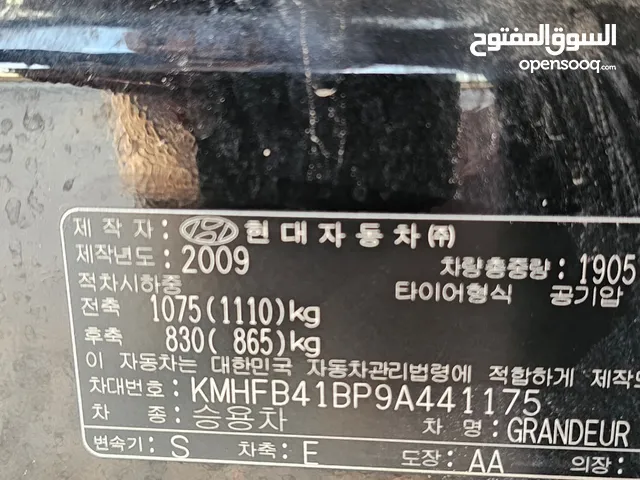 السوق المفتوح
opensooq.com
제 작 자 : 현대자동차㈜
제작년도 : 2009 차량총중량 : 1905
적차시하중 타이어형식 공기압
전축 1075(1110)kg
후축 830( 865)kg
이 자동차는 대한민국 자동차관리법령에 적합하게 제작
차대번호 : KMHFB41BP9A441175
차 종 : 승용차 차 명 : GRANDEUR
변속기 : S 차축 : E 도장 : AA 의장 :